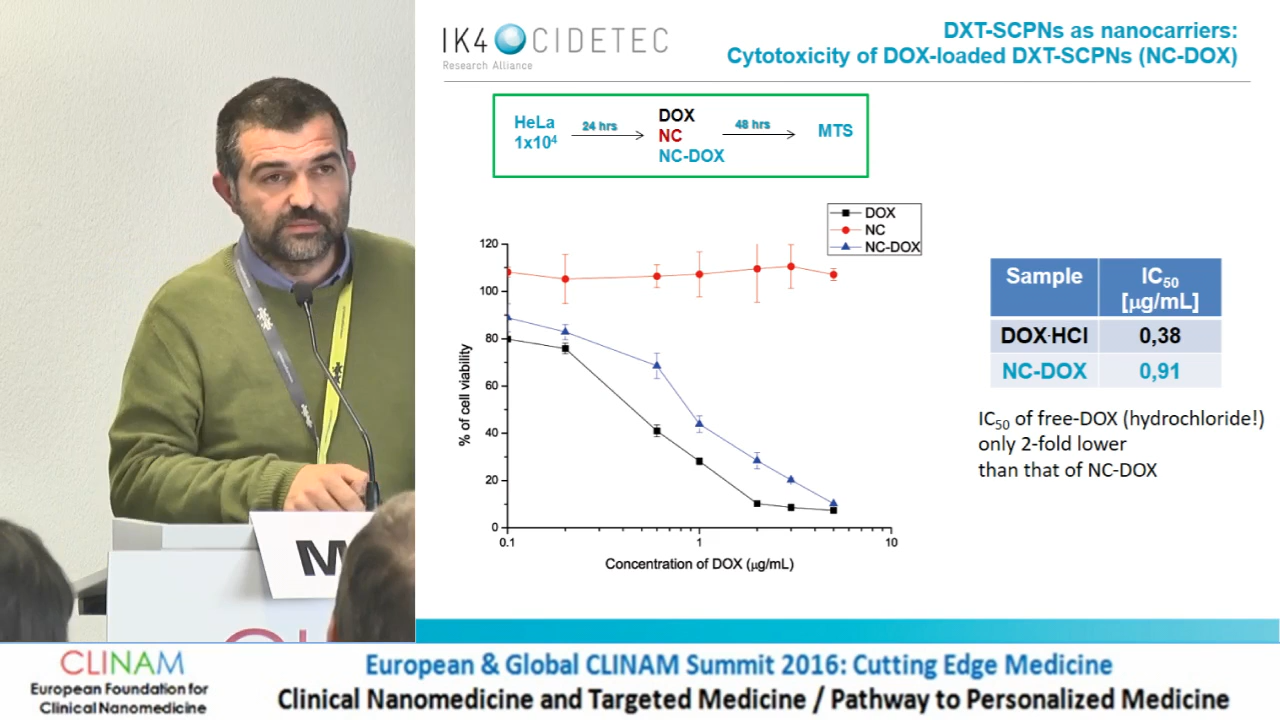 IK4 CIDETEC
Research Alliance
DXT-SCPNs as nanocarriers:
Cytotoxicity of DOX-loaded DXT-SCPNs (NC-DOX)
HeLa
1x10⁴
24 hrs
DOX
NC
NC-DOX
48 hrs
MTS
DOX
NC
NC-DOX
120
100
80
60
40
20
0
% of cell viability
0.1
1
10
Concentration of DOX (µg/mL)
Sample
IC₅₀
[µg/mL]
DOX·HCl
0,38
NC-DOX
0,91
IC₅₀ of free-DOX (hydrochloride!)
only 2-fold lower
than that of NC-DOX
M
CLINAM
European Foundation for
Clinical Nanomedicine
European & Global CLINAM Summit 2016: Cutting Edge Medicine
Clinical Nanomedicine and Targeted Medicine / Pathway to Personalized Medicine